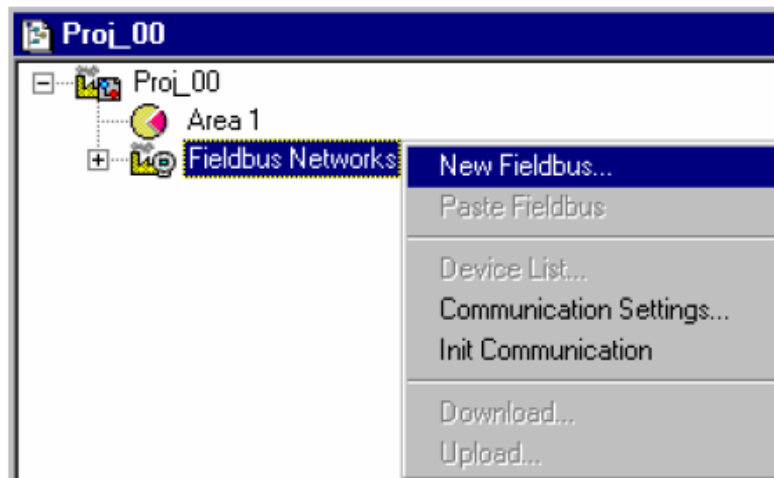 Proj_00
Proj_00
Area 1
Fieldbus Networks
New Fieldbus...
Paste Fieldbus
Device List...
Communication Settings...
Init Communication
Download...
Upload...